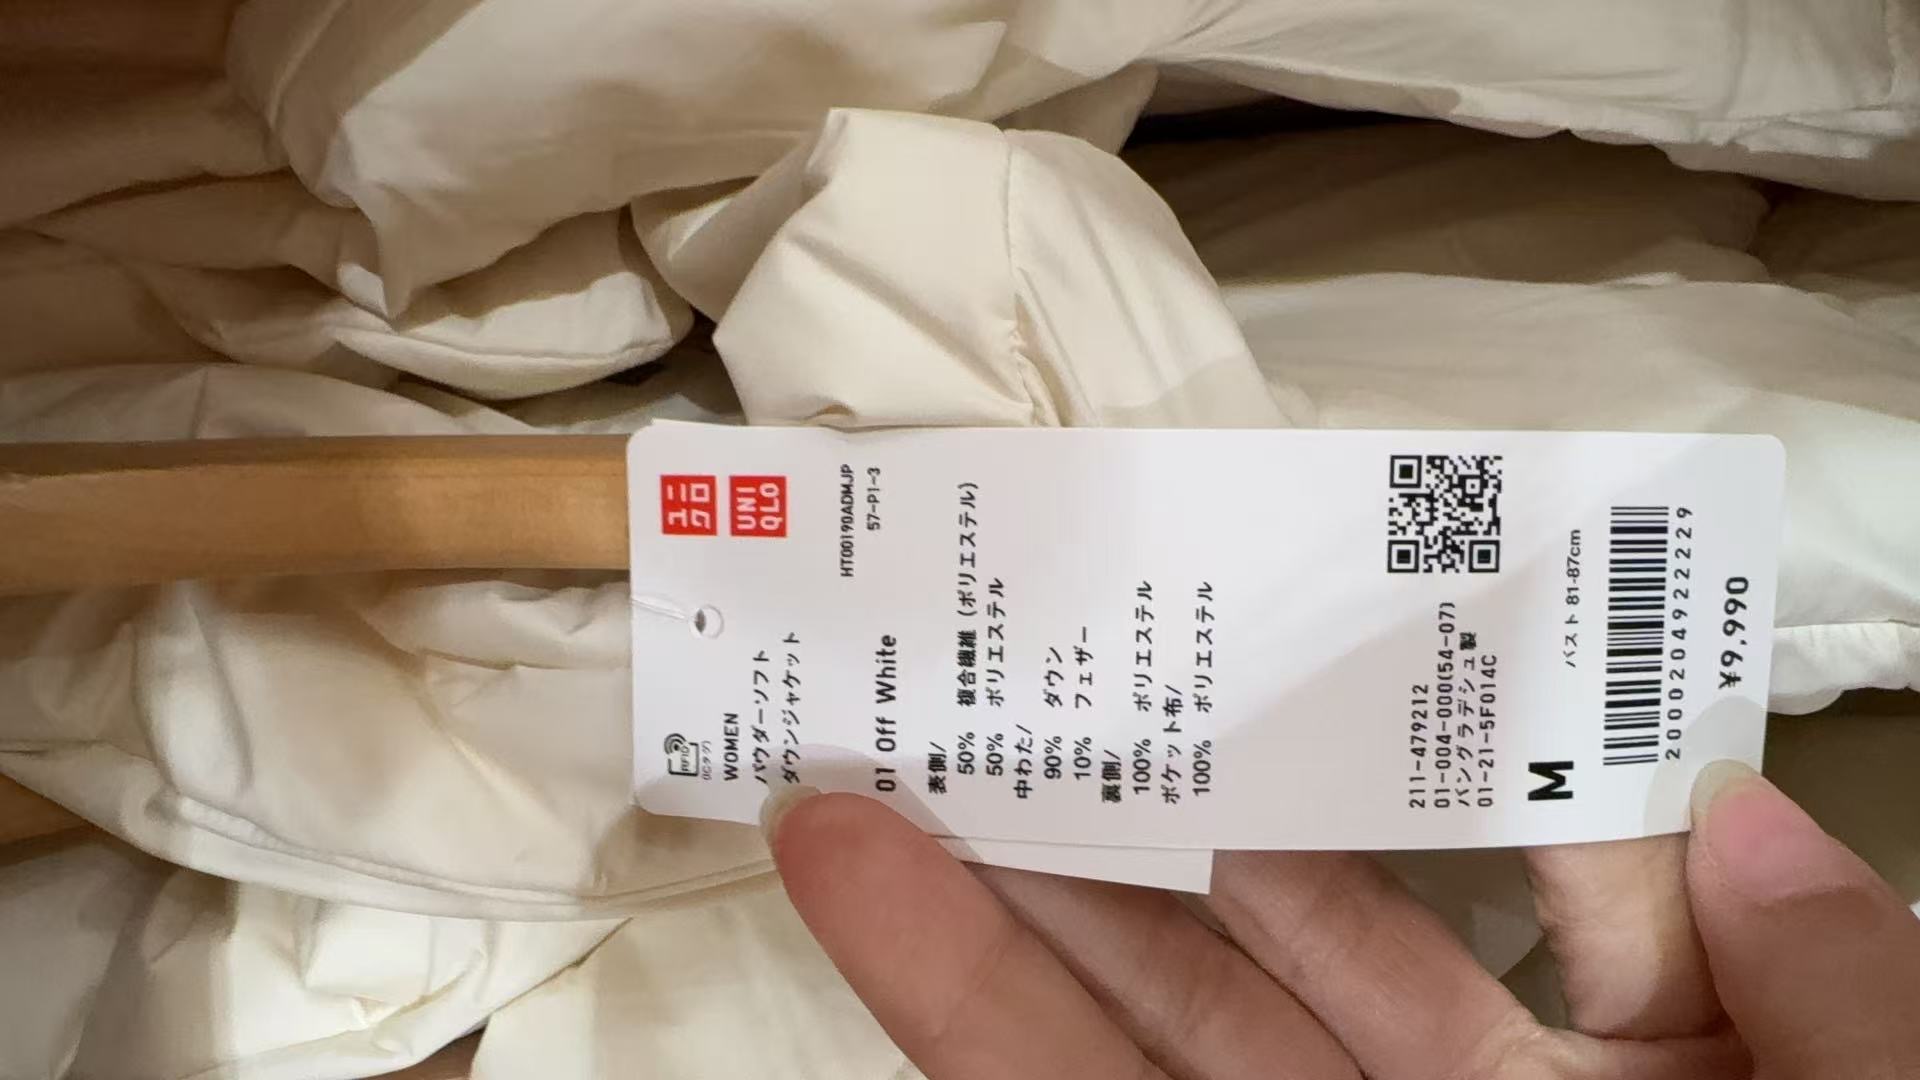 ユニクロ
UNIQLO
RFID
(ICタグ)
HT00190ADMJP
57-P1-3
WOMEN
パウダーソフト
ダウンジャケット
01 Off White
表側/
50% 複合繊維 (ポリエステル)
50% ポリエステル
中わた/
90% ダウン
10% フェザー
裏側/
100% ポリエステル
ポケット布/
100% ポリエステル
211-479212
01-004-000(54-07)
バングラデシュ製
01-21-5F014C
M
バスト 81-87cm
2000204922229
¥9,990